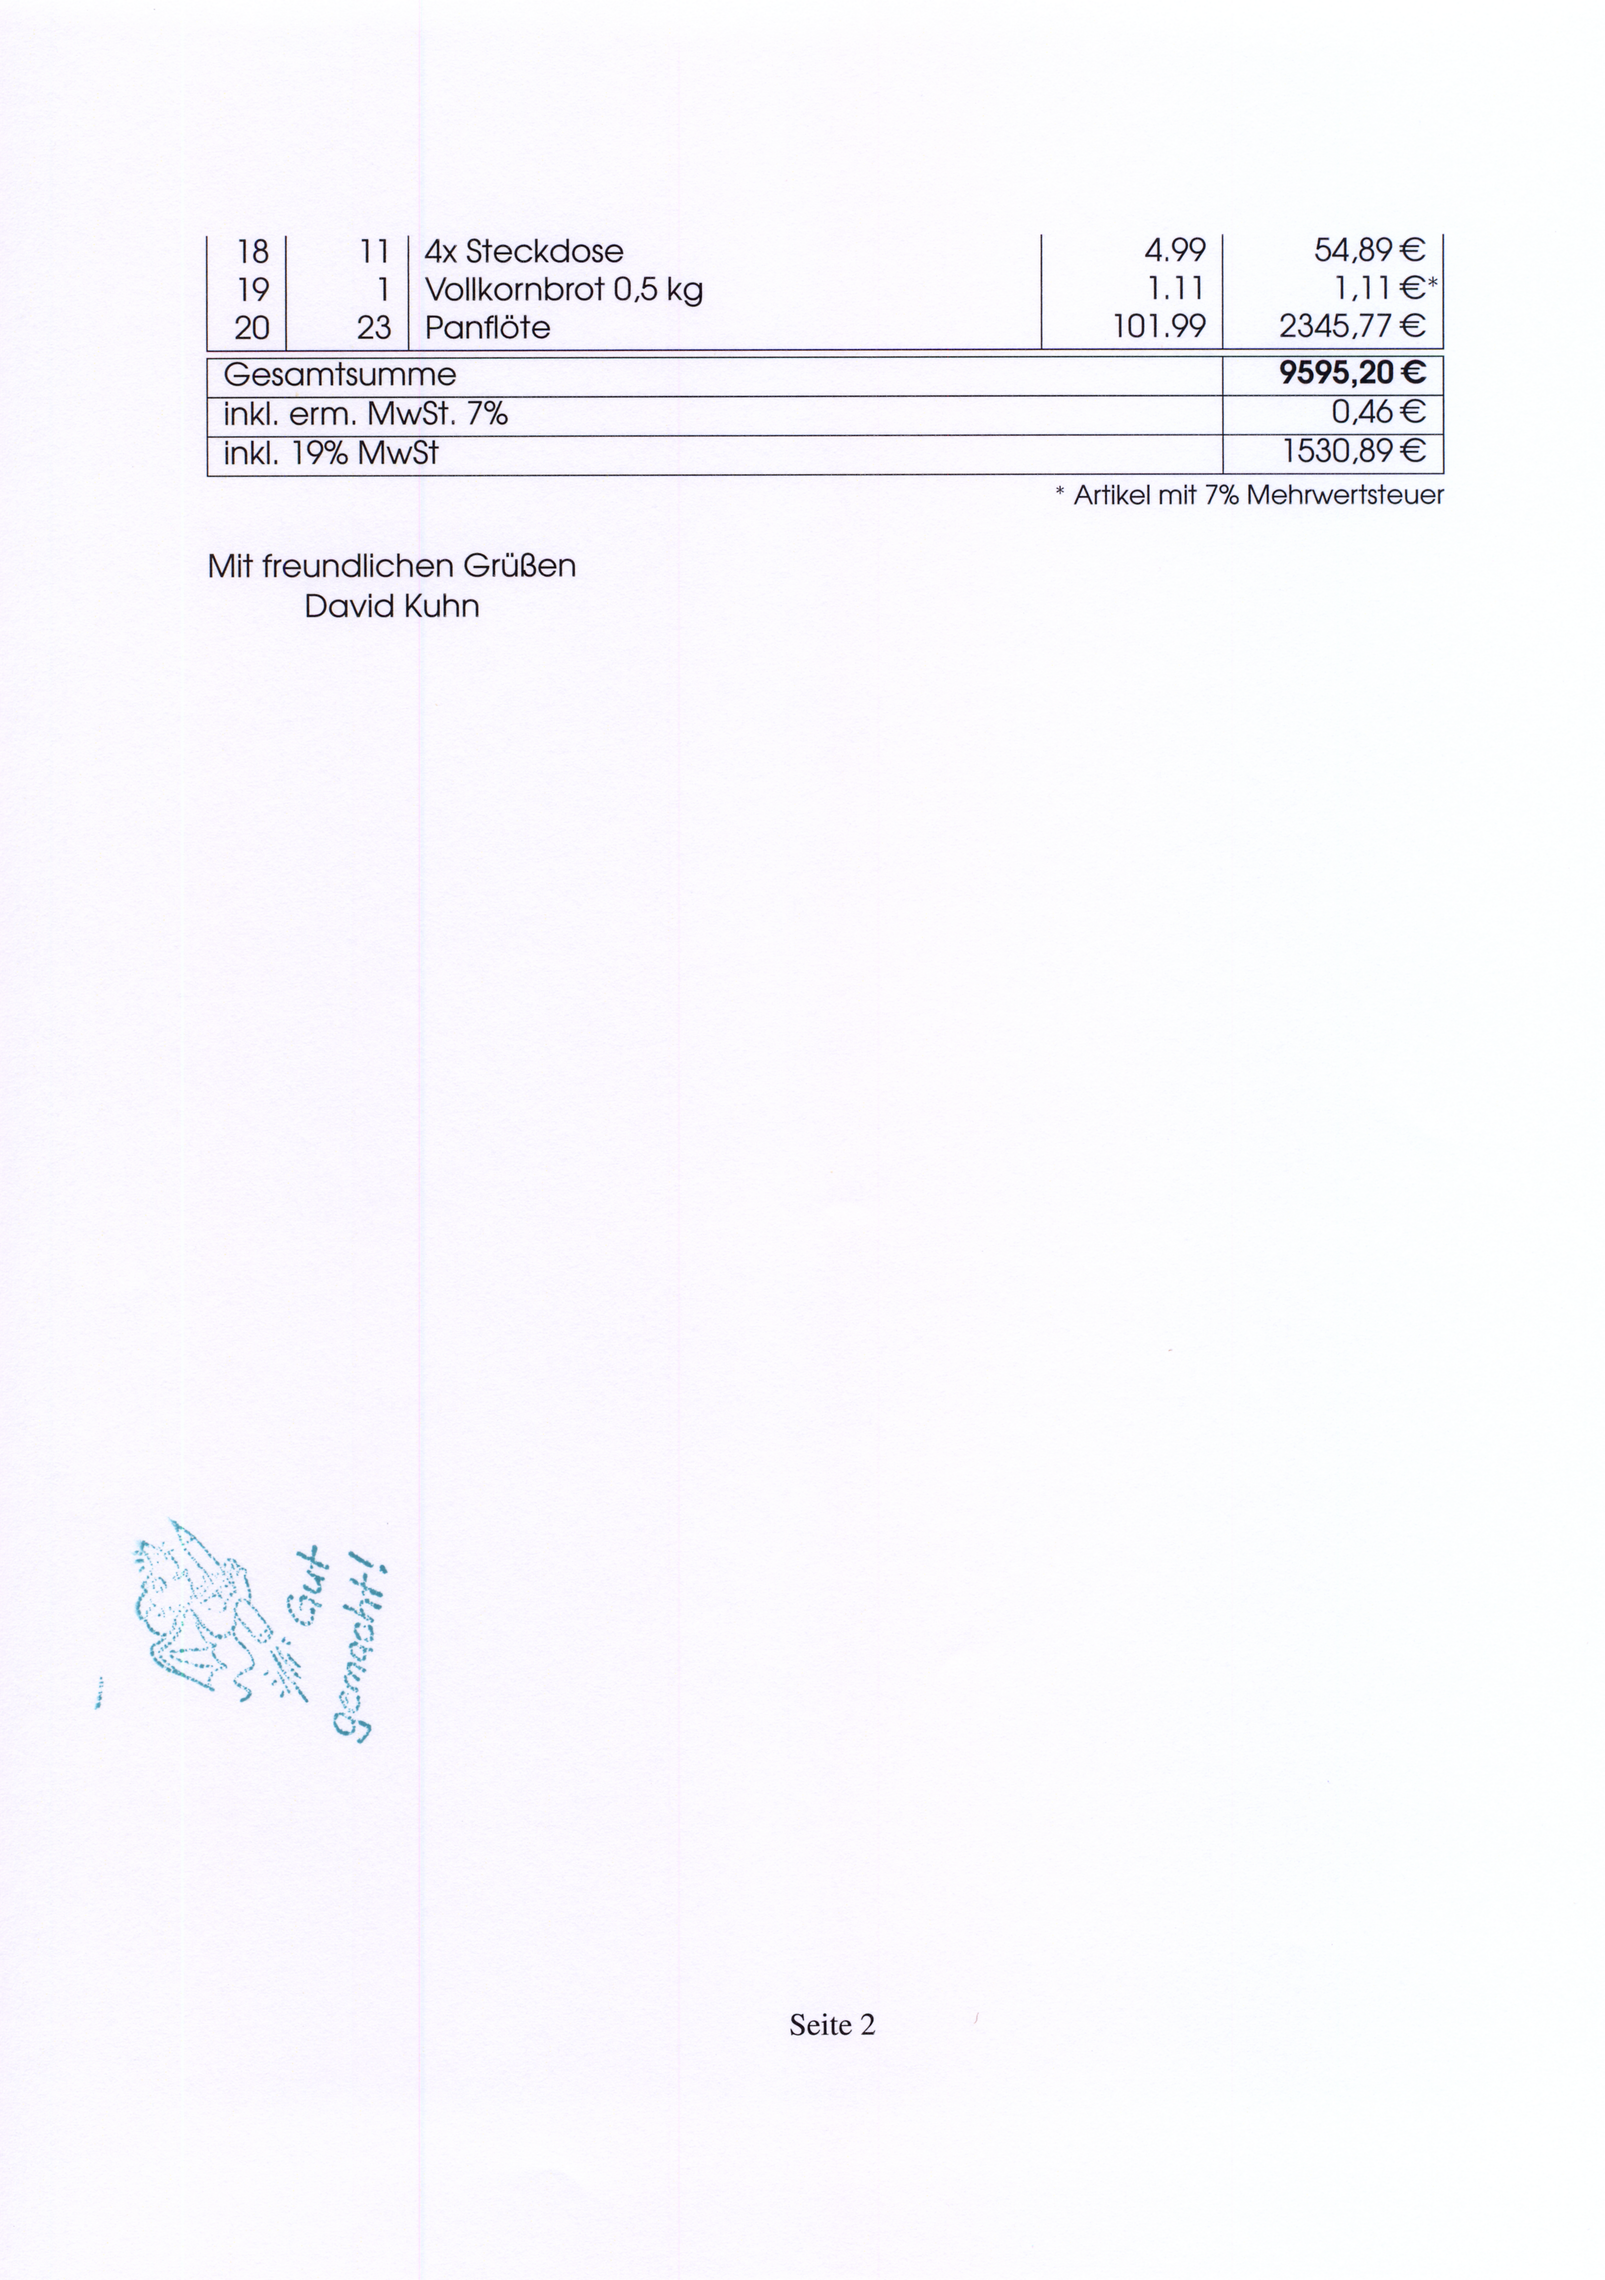 18 11 4x Steckdose 4.99 54,89 €
19 1 Vollkornbrot 0,5 kg 1.11 1,11 €*
20 23 Panflöte 101.99 2345,77 €
Gesamtsumme 9595,20 €
inkl. erm. MwSt. 7% 0,46 €
inkl. 19% MwSt 1530,89 €
* Artikel mit 7% Mehrwertsteuer
Mit freundlichen Grüßen
David Kuhn
Gut
gemacht!
Seite 2